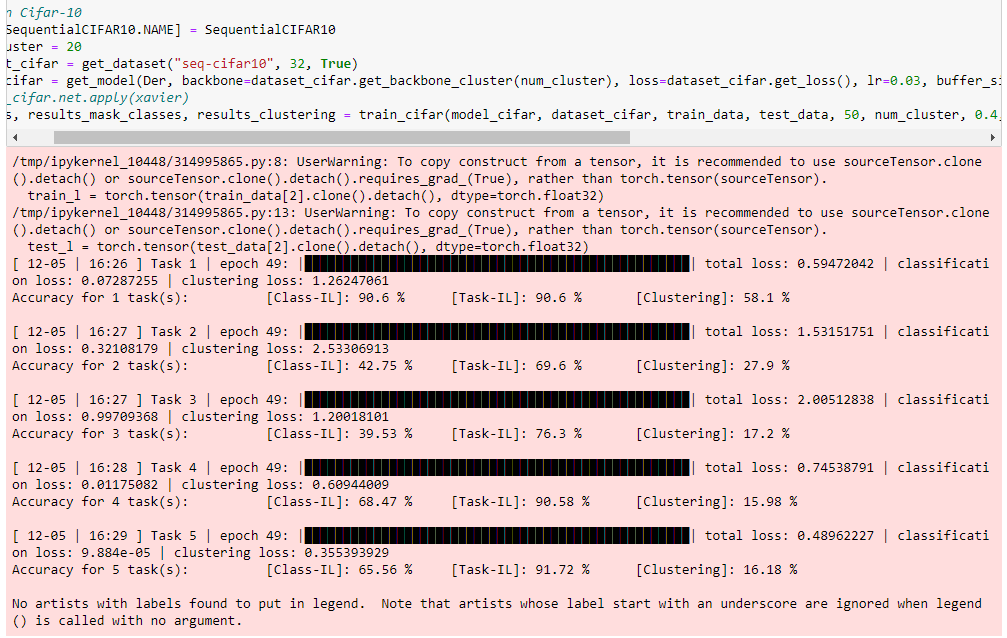 n Cifar-10
SequentialCIFAR10.NAME] = SequentialCIFAR10
uster = 20
t_cifar = get_dataset("seq-cifar10", 32, True)
cifar = get_model(Der, backbone=dataset_cifar.get_backbone_cluster(num_cluster), loss=dataset_cifar.get_loss(), lr=0.03, buffer_si
_cifar.net.apply(xavier)
s, results_mask_classes, results_clustering = train_cifar(model_cifar, dataset_cifar, train_data, test_data, 50, num_cluster, 0.4,
/tmp/ipykernel_10448/314995865.py:8: UserWarning: To copy construct from a tensor, it is recommended to use sourceTensor.clone
().detach() or sourceTensor.clone().detach().requires_grad_(True), rather than torch.tensor(sourceTensor).
train_l = torch.tensor(train_data[2].clone().detach(), dtype=torch.float32)
/tmp/ipykernel_10448/314995865.py:13: UserWarning: To copy construct from a tensor, it is recommended to use sourceTensor.clone
().detach() or sourceTensor.clone().detach().requires_grad_(True), rather than torch.tensor(sourceTensor).
test_l = torch.tensor(test_data[2].clone().detach(), dtype=torch.float32)
[ 12-05 | 16:26 ] Task 1 | epoch 49: || total loss: 0.59472042 | classificati
on loss: 0.07287255 | clustering loss: 1.26247061
Accuracy for 1 task(s): [Class-IL]: 90.6 % [Task-IL]: 90.6 % [Clustering]: 58.1 %
[ 12-05 | 16:27 ] Task 2 | epoch 49: || total loss: 1.53151751 | classificati
on loss: 0.32108179 | clustering loss: 2.53306913
Accuracy for 2 task(s): [Class-IL]: 42.75 % [Task-IL]: 69.6 % [Clustering]: 27.9 %
[ 12-05 | 16:27 ] Task 3 | epoch 49: || total loss: 2.00512838 | classificati
on loss: 0.99709368 | clustering loss: 1.20018101
Accuracy for 3 task(s): [Class-IL]: 39.53 % [Task-IL]: 76.3 % [Clustering]: 17.2 %
[ 12-05 | 16:28 ] Task 4 | epoch 49: || total loss: 0.74538791 | classificati
on loss: 0.01175082 | clustering loss: 0.60944009
Accuracy for 4 task(s): [Class-IL]: 68.47 % [Task-IL]: 90.58 % [Clustering]: 15.98 %
[ 12-05 | 16:29 ] Task 5 | epoch 49: || total loss: 0.48962227 | classificati
on loss: 9.884e-05 | clustering loss: 0.355393929
Accuracy for 5 task(s): [Class-IL]: 65.56 % [Task-IL]: 91.72 % [Clustering]: 16.18 %
No artists with labels found to put in legend. Note that artists whose label start with an underscore are ignored when legend
() is called with no argument.